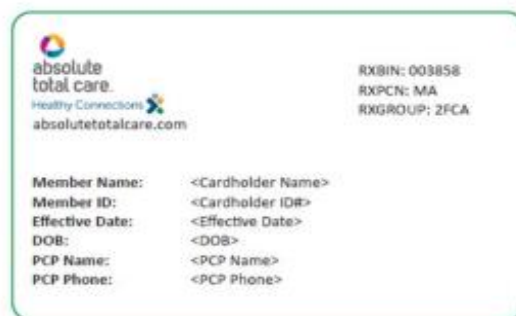 absolute
total care.
Healthy Connections
absolutetotalcare.com
RXBIN: 003858
RXPCN: MA
RXGROUP: 2FCA
Member Name: <Cardholder Name>
Member ID: <Cardholder ID#>
Effective Date: <Effective Date>
DOB: <DOB>
PCP Name: <PCP Name>
PCP Phone: <PCP Phone>